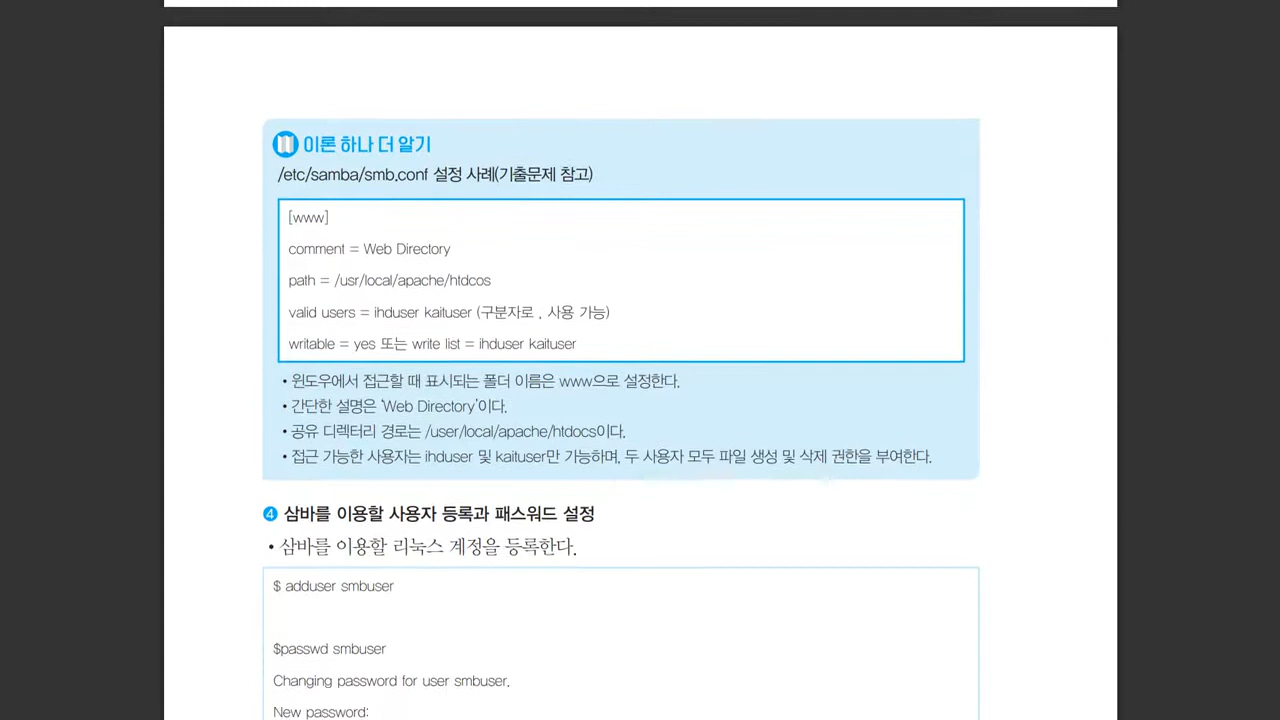 이론 하나 더 알기
/etc/samba/smb.conf 설정 사례(기출문제 참고)
[www]
comment = Web Directory
path = /usr/local/apache/htdcos
valid users = ihduser kaituser (구분자로 , 사용 가능)
writable = yes 또는 write list = ihduser kaituser
• 윈도우에서 접근할 때 표시되는 폴더 이름은 www으로 설정한다.
• 간단한 설명은 ‘Web Directory’이다.
• 공유 디렉터리 경로는 /user/local/apache/htdocs이다.
• 접근 가능한 사용자는 ihduser 및 kaituser만 가능하며, 두 사용자 모두 파일 생성 및 삭제 권한을 부여한다.
❹ 삼바를 이용할 사용자 등록과 패스워드 설정
• 삼바를 이용할 리눅스 계정을 등록한다.
$ adduser smbuser
$passwd smbuser
Changing password for user smbuser.
New password: